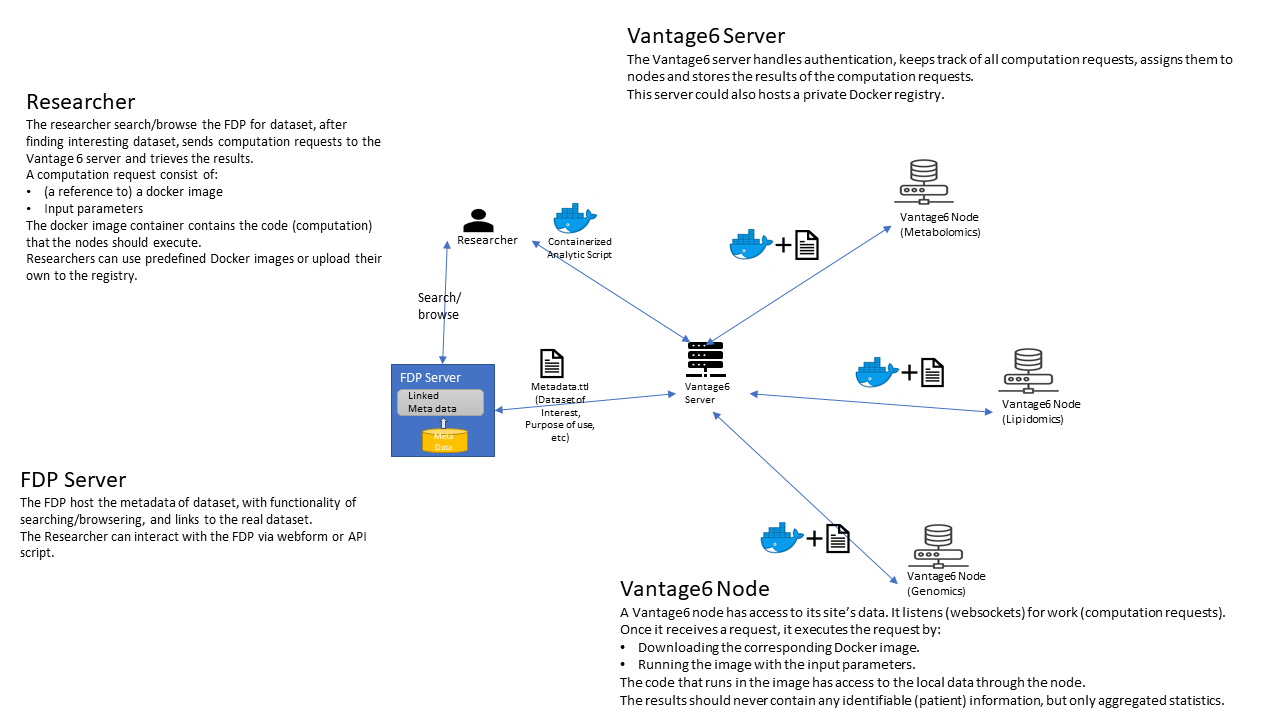 Vantage6 Server
The Vantage6 server handles authentication, keeps track of all computation requests, assigns them to
nodes and stores the results of the computation requests.
This server could also hosts a private Docker registry.
Researcher
The researcher search/browse the FDP for dataset, after
finding interesting dataset, sends computation requests to the
Vantage 6 server and trieves the results.
A computation request consist of:
• (a reference to) a docker image
• Input parameters
The docker image container contains the code (computation)
that the nodes should execute.
Researchers can use predefined Docker images or upload their
own to the registry.
Researcher
Containerized
Analytic Script
Search/
browse
+
Vantage6 Node
(Metabolomics)
FDP Server
Linked
Meta data
Meta
Data
Metadata.ttl
(Dataset of
Interest,
Purpose of use,
etc)
Vantage6
Server
+
Vantage6 Node
(Lipidomics)
+
Vantage6 Node
(Genomics)
FDP Server
The FDP host the metadata of dataset, with functionality of
searching/browsering, and links to the real dataset.
The Researcher can interact with the FDP via webform or API
script.
Vantage6 Node
A Vantage6 node has access to its site's data. It listens (websockets) for work (computation requests).
Once it receives a request, it executes the request by:
• Downloading the corresponding Docker image.
• Running the image with the input parameters.
The code that runs in the image has access to the local data through the node.
The results should never contain any identifiable (patient) information, but only aggregated statistics.